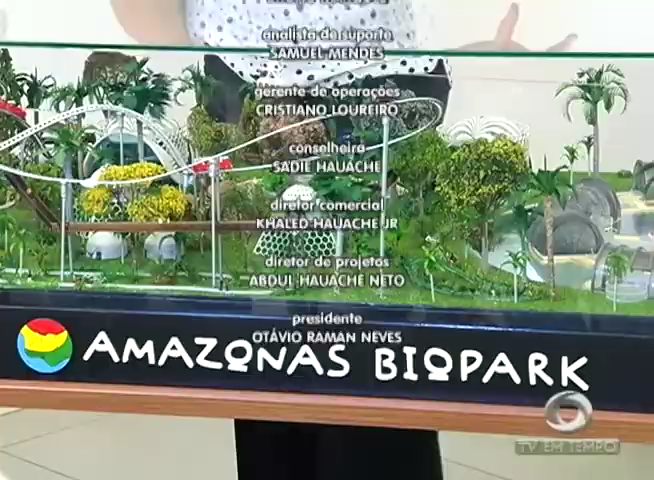 analista de suporte
SAMUEL MENDES
gerente de operações
CRISTIANO LOUREIRO
conselheira
SADIE HAUACHE
diretor comercial
KHALED HAUACHE JR
diretor de projetos
ABDUL HAUACHE NETO
presidente
OTÁVIO RAMAN NEVES
AMAZONAS BIOPARK
TV EM TEMPO